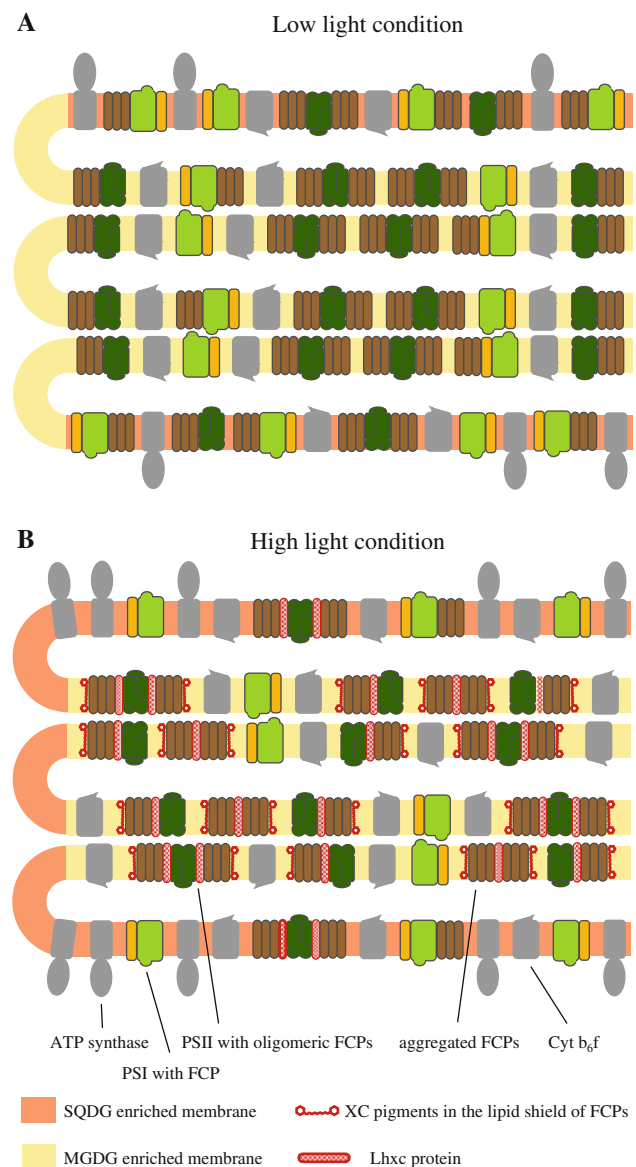 A
Low light condition
B
High light condition
ATP synthase
PSII with oligomeric FCPs
aggregated FCPs
Cyt b₆f
PSI with FCP
SQDG enriched membrane
XC pigments in the lipid shield of FCPs
MGDG enriched membrane
Lhxc protein